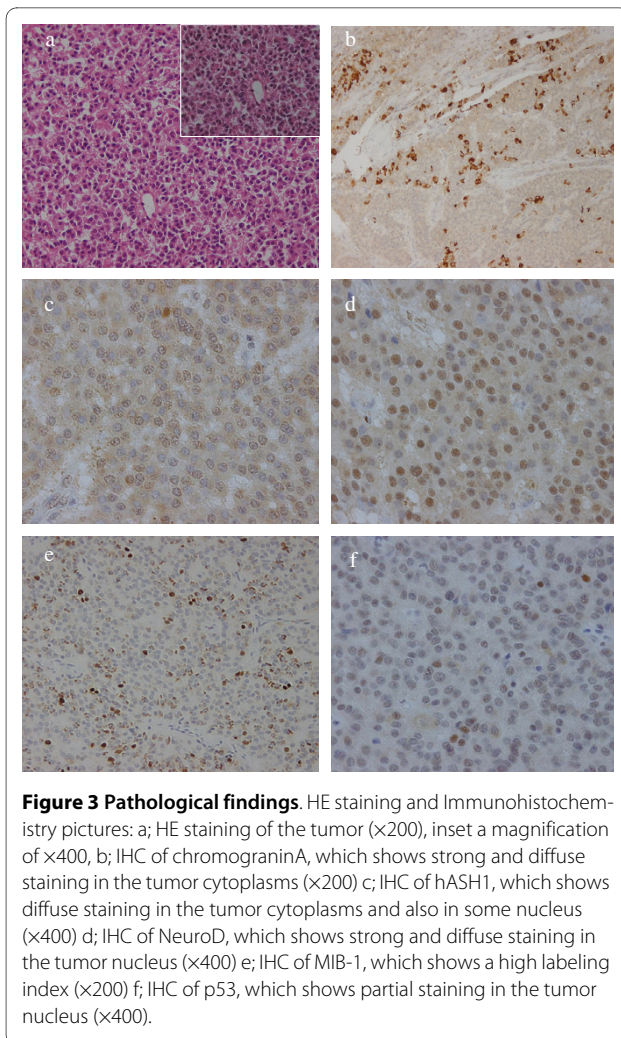 a
b
c
d
e
f
Figure 3 Pathological findings. HE staining and Immunohistochem-
istry pictures: a; HE staining of the tumor (×200), inset a magnification
of ×400, b; IHC of chromograninA, which shows strong and diffuse
staining in the tumor cytoplasms (×200) c; IHC of hASH1, which shows
diffuse staining in the tumor cytoplasms and also in some nucleus
(×400) d; IHC of NeuroD, which shows strong and diffuse staining in
the tumor nucleus (×400) e; IHC of MIB-1, which shows a high labeling
index (×200) f; IHC of p53, which shows partial staining in the tumor
nucleus (×400).